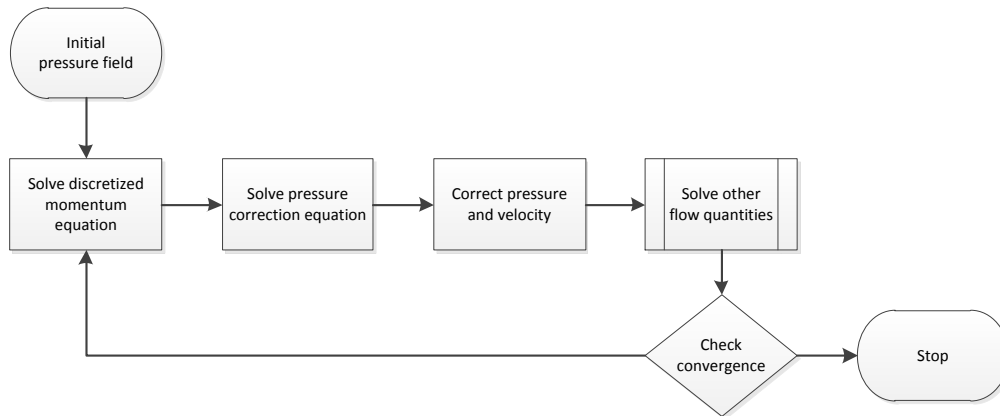 Initial
pressure field
Solve discretized
momentum
equation
Solve pressure
correction equation
Correct pressure
and velocity
Solve other
flow quantities
Check
convergence
Stop